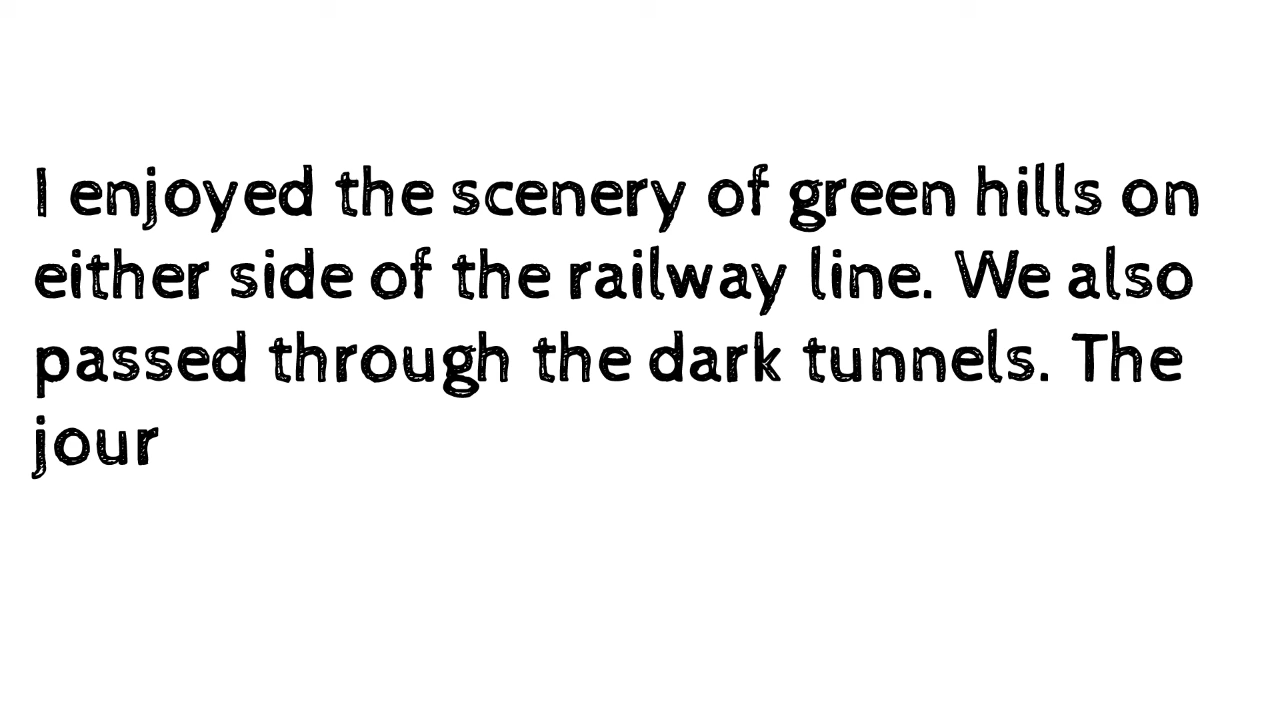 I enjoyed the scenery of green hills on
either side of the railway line. We also
passed through the dark tunnels. The
jour